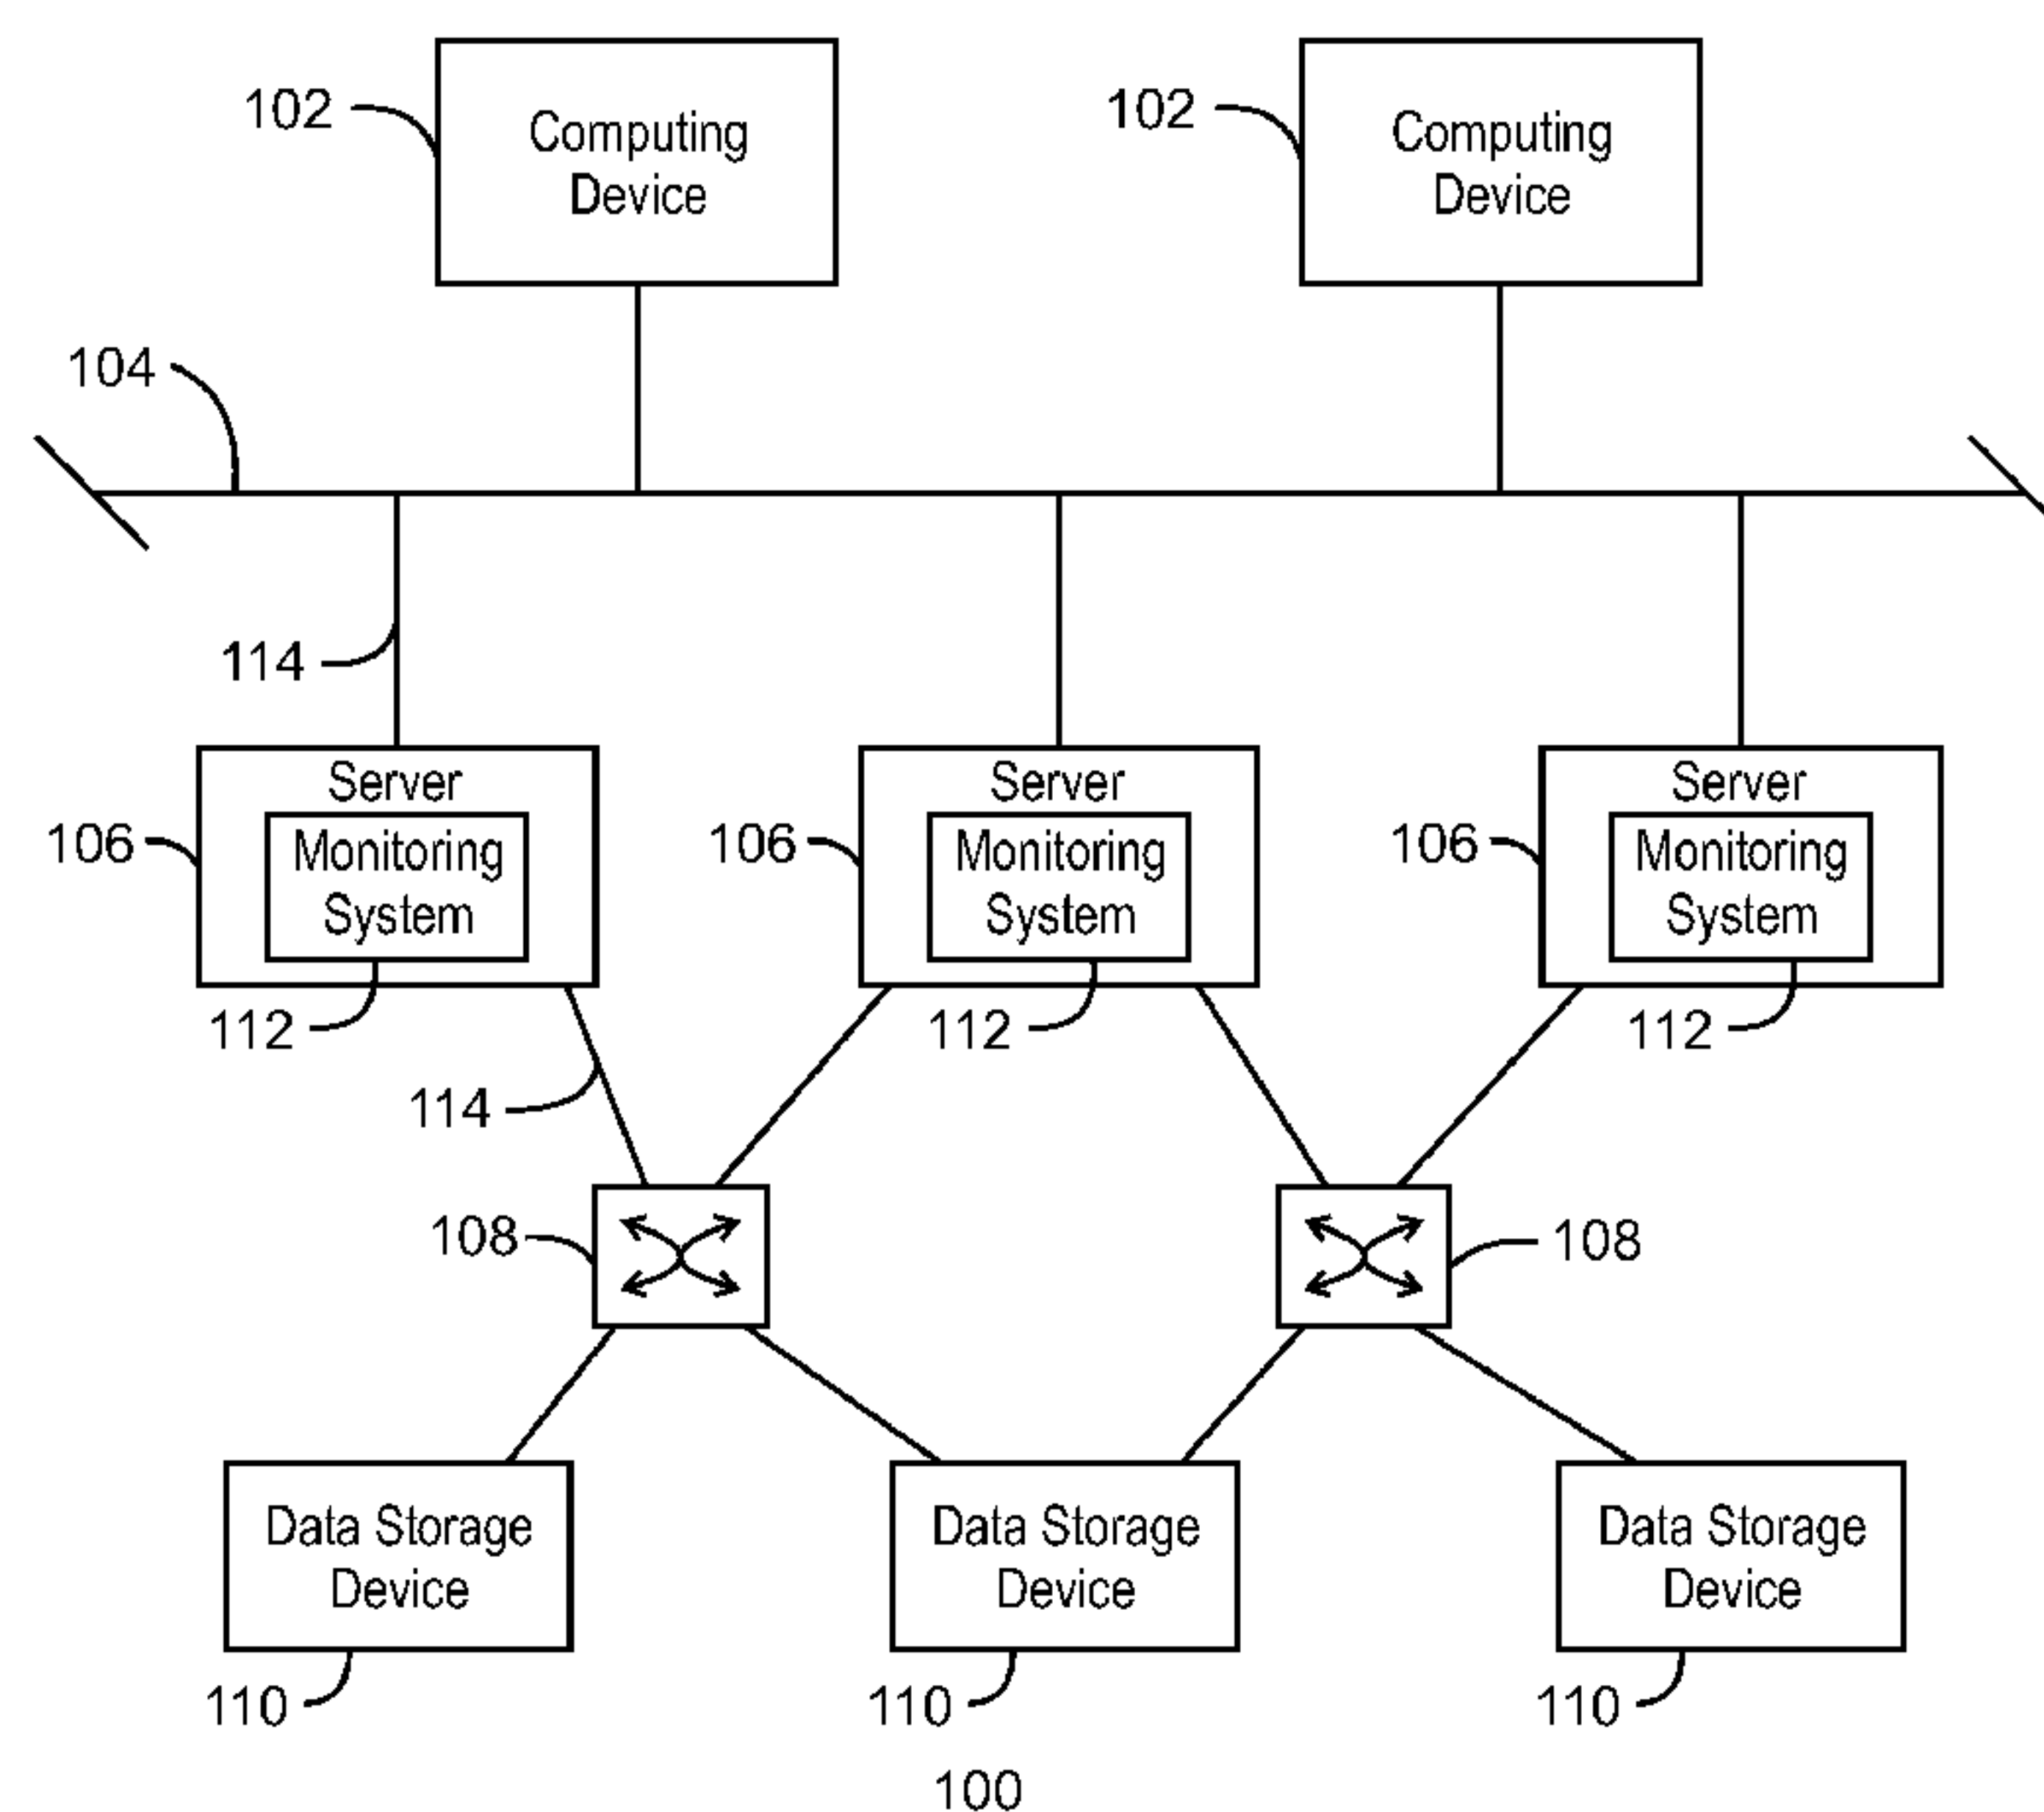 102
Computing
Device
102
Computing
Device
104
114
106
Server
Monitoring
System
112
106
Server
Monitoring
System
112
106
Server
Monitoring
System
112
114
108
108
Data Storage
Device
110
Data Storage
Device
110
Data Storage
Device
110
100